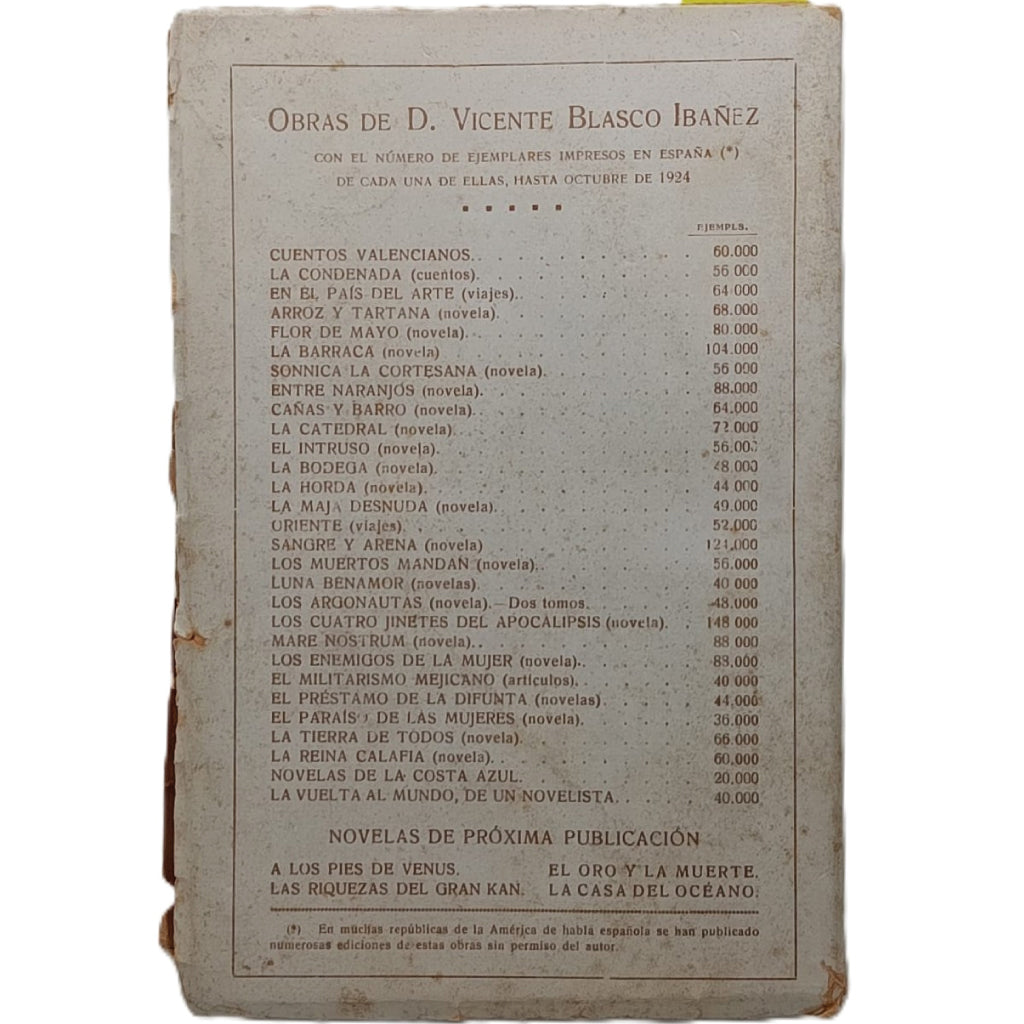 OBRAS DE D. VICENTE BLASCO IBAÑEZ
CON EL NÚMERO DE EJEMPLARES IMPRESOS EN ESPAÑA (*)
DE CADA UNA DE ELLAS, HASTA OCTUBRE DE 1924
EJEMPLS.
CUENTOS VALENCIANOS. 60.000
LA CONDENADA (cuentos). 56 000
EN EL PAÍS DEL ARTE (viajes). 64 000
ARROZ Y TARTANA (novela). 68.000
FLOR DE MAYO (novela). 80.000
LA BARRACA (novela) 104.000
SONNICA LA CORTESANA (novela). 56 000
ENTRE NARANJOS (novela). 88.000
CAÑAS Y BARRO (novela). 64.000
LA CATEDRAL (novela). 72.000
EL INTRUSO (novela). 56.000
LA BODEGA (novela). 48.000
LA HORDA (novela). 44 000
LA MAJA DESNUDA (novela). 49.000
ORIENTE (viajes). 52.000
SANGRE Y ARENA (novela)
LOS MUERTOS MANDAN (novela). 56.000
LUNA BENAMOR (novelas). 40 000
LOS ARGONAUTAS (novela).—Dos tomos. 48.000
LOS CUATRO JINETES DEL APOCALIPSIS (novela). 148 000
MARE NOSTRUM (novela). 88 000
LOS ENEMIGOS DE LA MUJER (novela).
EL MILITARISMO MEJICANO (artículos). 40 000
EL PRÉSTAMO DE LA DIFUNTA (novelas) 44.000
EL PARAÍSO DE LAS MUJERES (novela). 36.000
LA TIERRA DE TODOS (novela). 66.000
LA REINA CALAFIA (novela). 60.000
NOVELAS DE LA COSTA AZUL. 20.000
LA VUELTA AL MUNDO, DE UN NOVELISTA. 40.000
NOVELAS DE PRÓXIMA PUBLICACIÓN
A LOS PIES DE VENUS. EL ORO Y LA MUERTE.
LAS RIQUEZAS DEL GRAN KAN. LA CASA DEL OCÉANO.
(*) En muchas repúblicas de la América de habla española se han publicado
numerosas ediciones de estas obras sin permiso del autor.